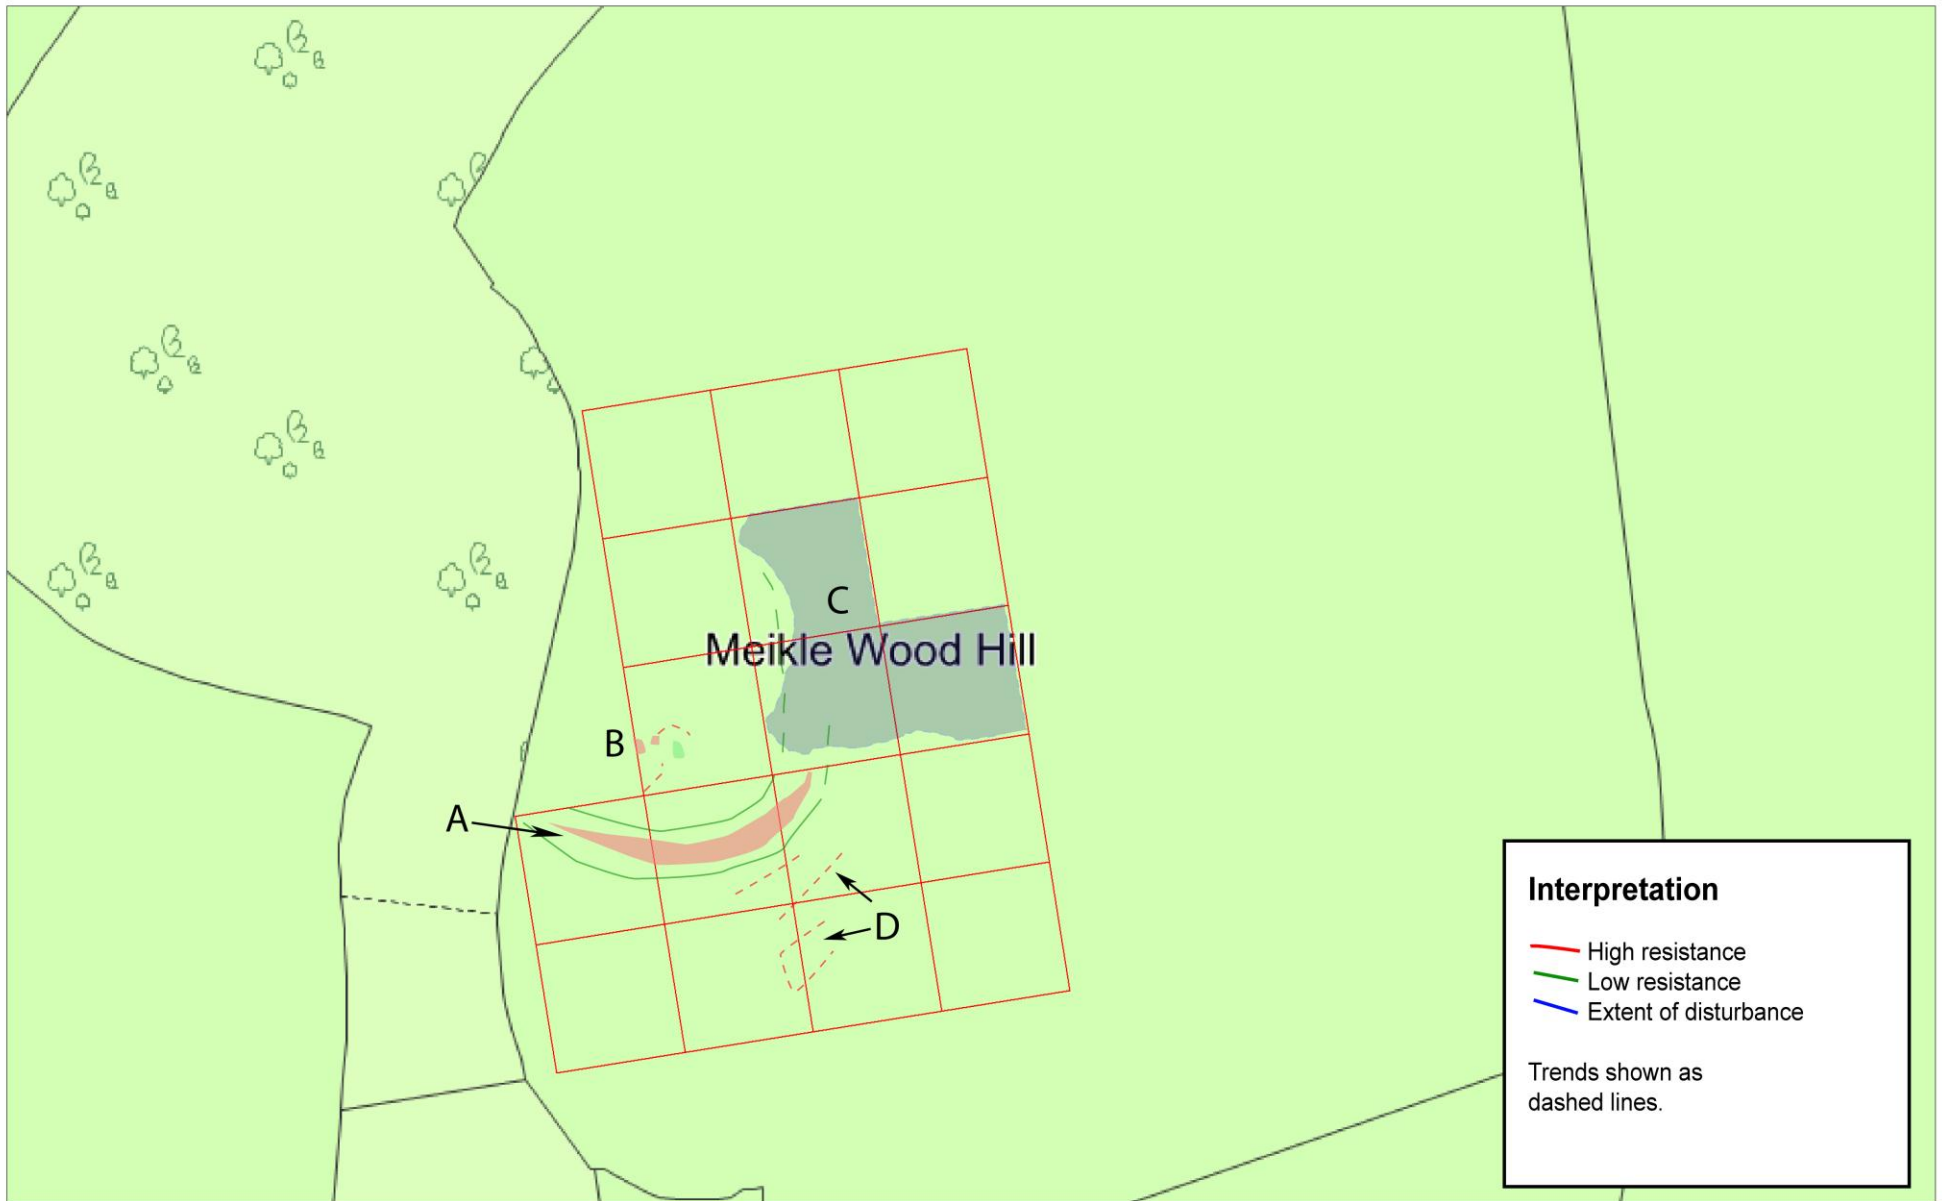 C
Meikle Wood Hill
B
A
D
Interpretation
High resistance
Low resistance
Extent of disturbance
Trends shown as
dashed lines.